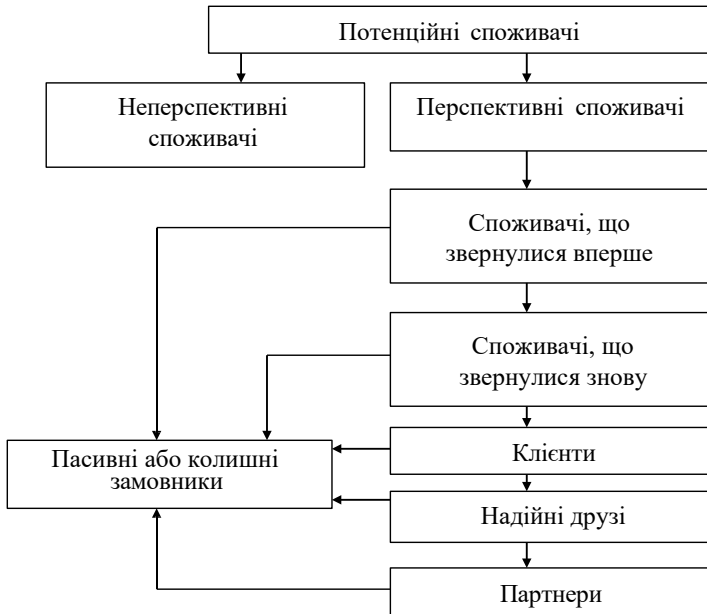 Потенційні споживачі
Неперспективні
споживачі
Перспективні споживачі
Споживачі, що
звернулися вперше
Споживачі, що
звернулися знову
Пасивні або колишні
замовники
Клієнти
Надійні друзі
Партнери